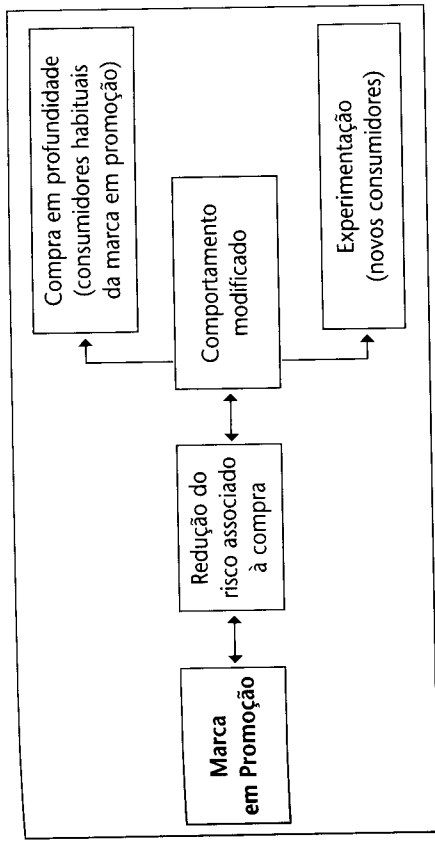 Marca
em Promoção
Redução do
risco associado
à compra
Comportamento
modificado
Compra em profundidade
(consumidores habituais
da marca em promoção)
Experimentação
(novos consumidores)